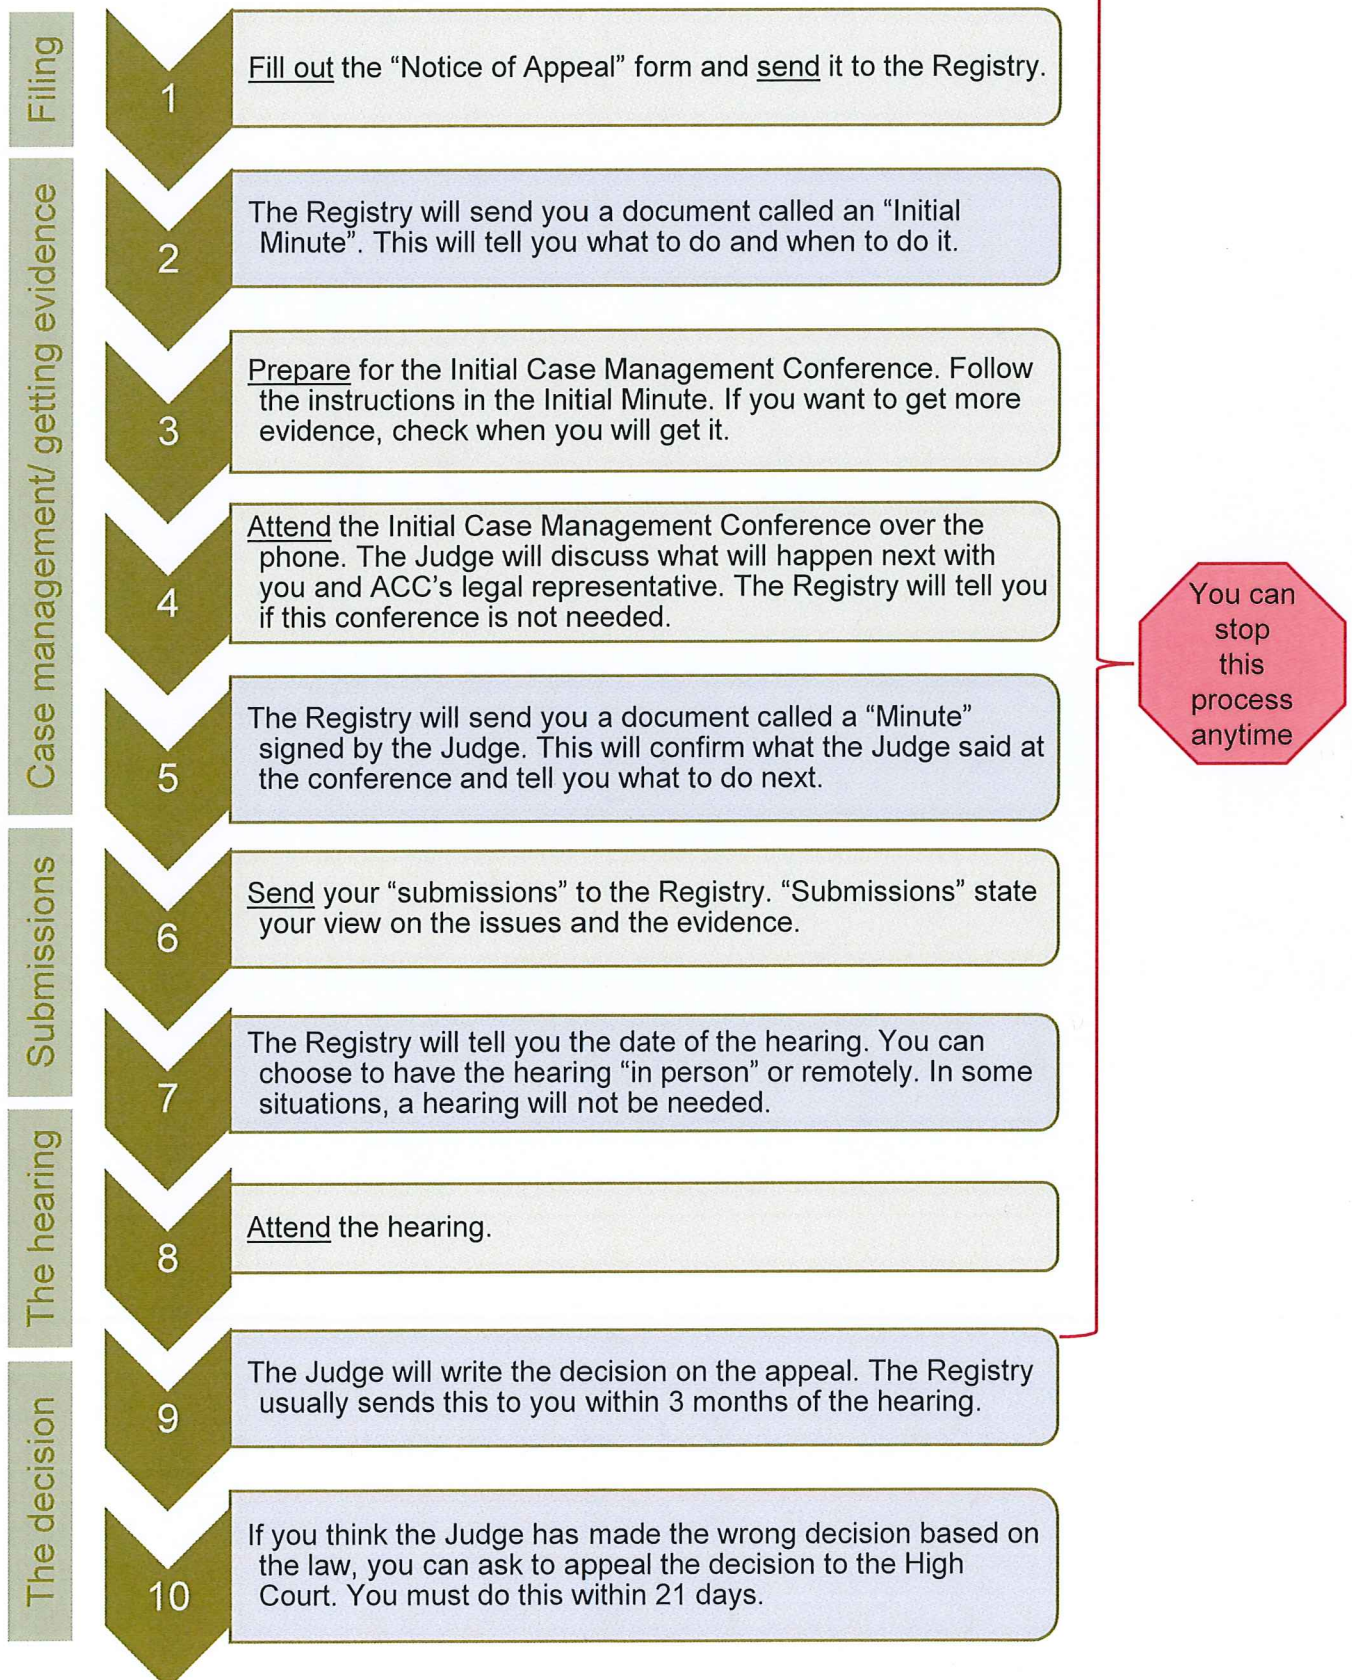 Filing
1
Fill out the “Notice of Appeal” form and send it to the Registry.
Case management/ getting evidence
2
The Registry will send you a document called an “Initial
Minute”. This will tell you what to do and when to do it.
3
Prepare for the Initial Case Management Conference. Follow
the instructions in the Initial Minute. If you want to get more
evidence, check when you will get it.
4
Attend the Initial Case Management Conference over the
phone. The Judge will discuss what will happen next with
you and ACC’s legal representative. The Registry will tell you
if this conference is not needed.
5
The Registry will send you a document called a “Minute”
signed by the Judge. This will confirm what the Judge said at
the conference and tell you what to do next.
Submissions
6
Send your “submissions” to the Registry. “Submissions” state
your view on the issues and the evidence.
7
The Registry will tell you the date of the hearing. You can
choose to have the hearing “in person” or remotely. In some
situations, a hearing will not be needed.
The hearing
8
Attend the hearing.
The decision
9
The Judge will write the decision on the appeal. The Registry
usually sends this to you within 3 months of the hearing.
10
If you think the Judge has made the wrong decision based on
the law, you can ask to appeal the decision to the High
Court. You must do this within 21 days.
You can
stop
this
process
anytime